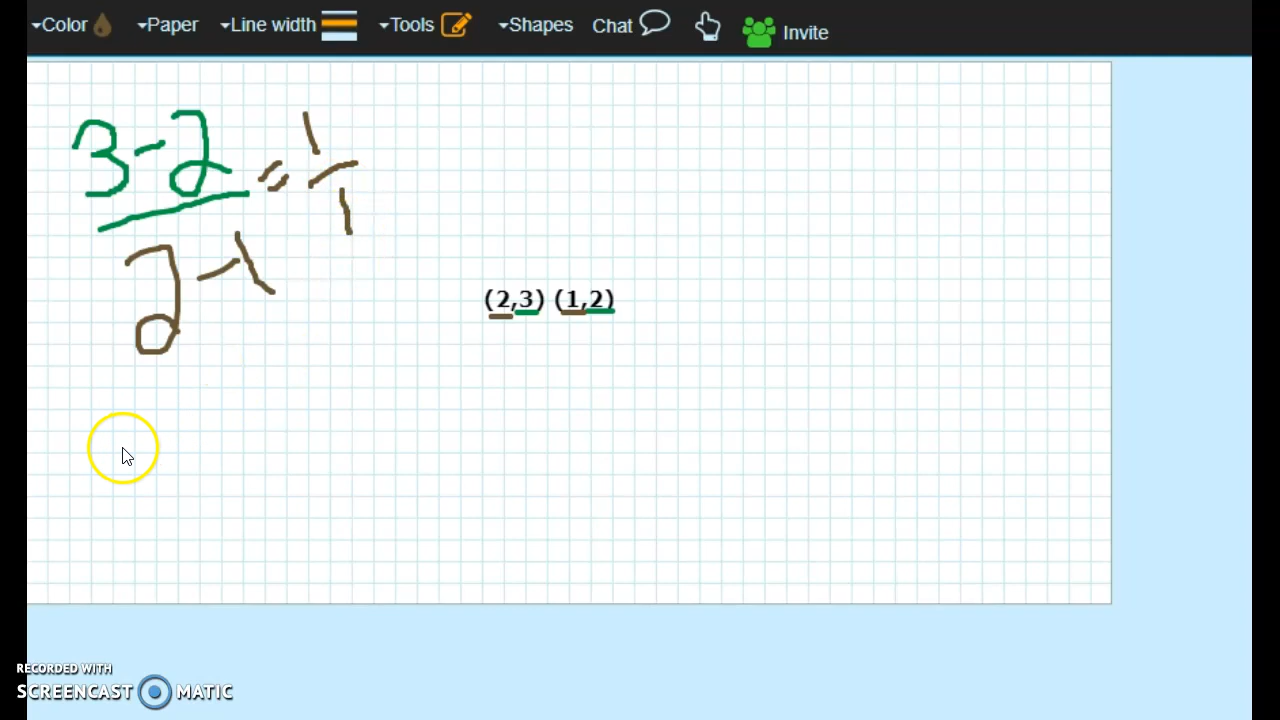 Color Paper Line width Tools Shapes Chat Invite
3-2
= 1/1
2-1
(2,3) (1,2)
RECORDED WITH
SCREENCAST MATIC